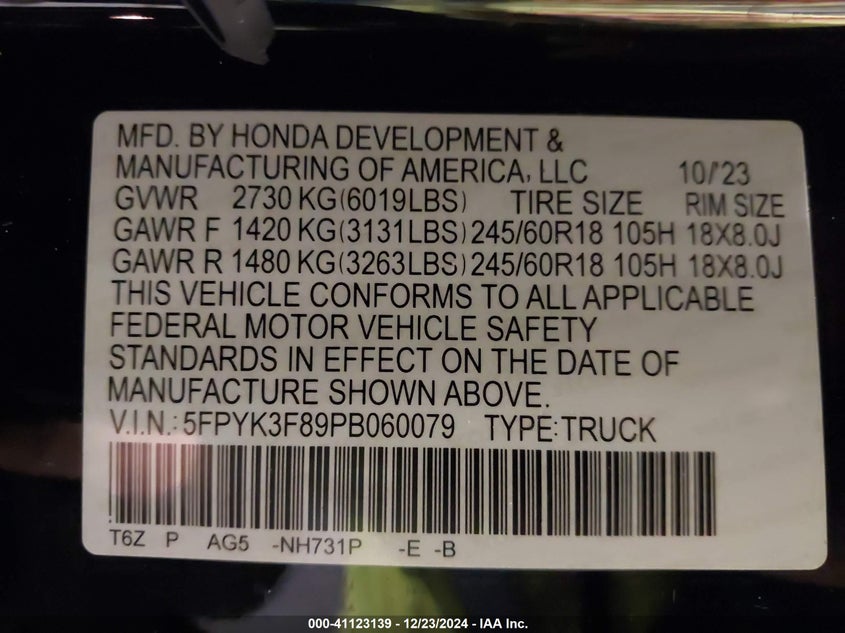 MFD. BY HONDA DEVELOPMENT &
MANUFACTURING OF AMERICA, LLC 10/'23
GVWR 2730 KG(6019LBS) TIRE SIZE RIM SIZE
GAWR F 1420 KG(3131LBS) 245/60R18 105H 18X8.0J
GAWR R 1480 KG(3263LBS) 245/60R18 105H 18X8.0J
THIS VEHICLE CONFORMS TO ALL APPLICABLE
FEDERAL MOTOR VEHICLE SAFETY
STANDARDS IN EFFECT ON THE DATE OF
MANUFACTURE SHOWN ABOVE.
V.I.N.: 5FPYK3F89PB060079 TYPE: TRUCK
T6Z P AG5 -NH731P -E -B
000-41123139 - 12/23/2024 - IAA Inc.